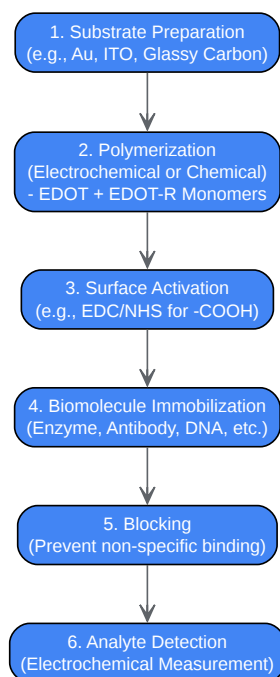 1. Substrate Preparation
(e.g., Au, ITO, Glassy Carbon)
2. Polymerization
(Electrochemical or Chemical)
- EDOT + EDOT-R Monomers
3. Surface Activation
(e.g., EDC/NHS for -COOH)
4. Biomolecule Immobilization
(Enzyme, Antibody, DNA, etc.)
5. Blocking
(Prevent non-specific binding)
6. Analyte Detection
(Electrochemical Measurement)